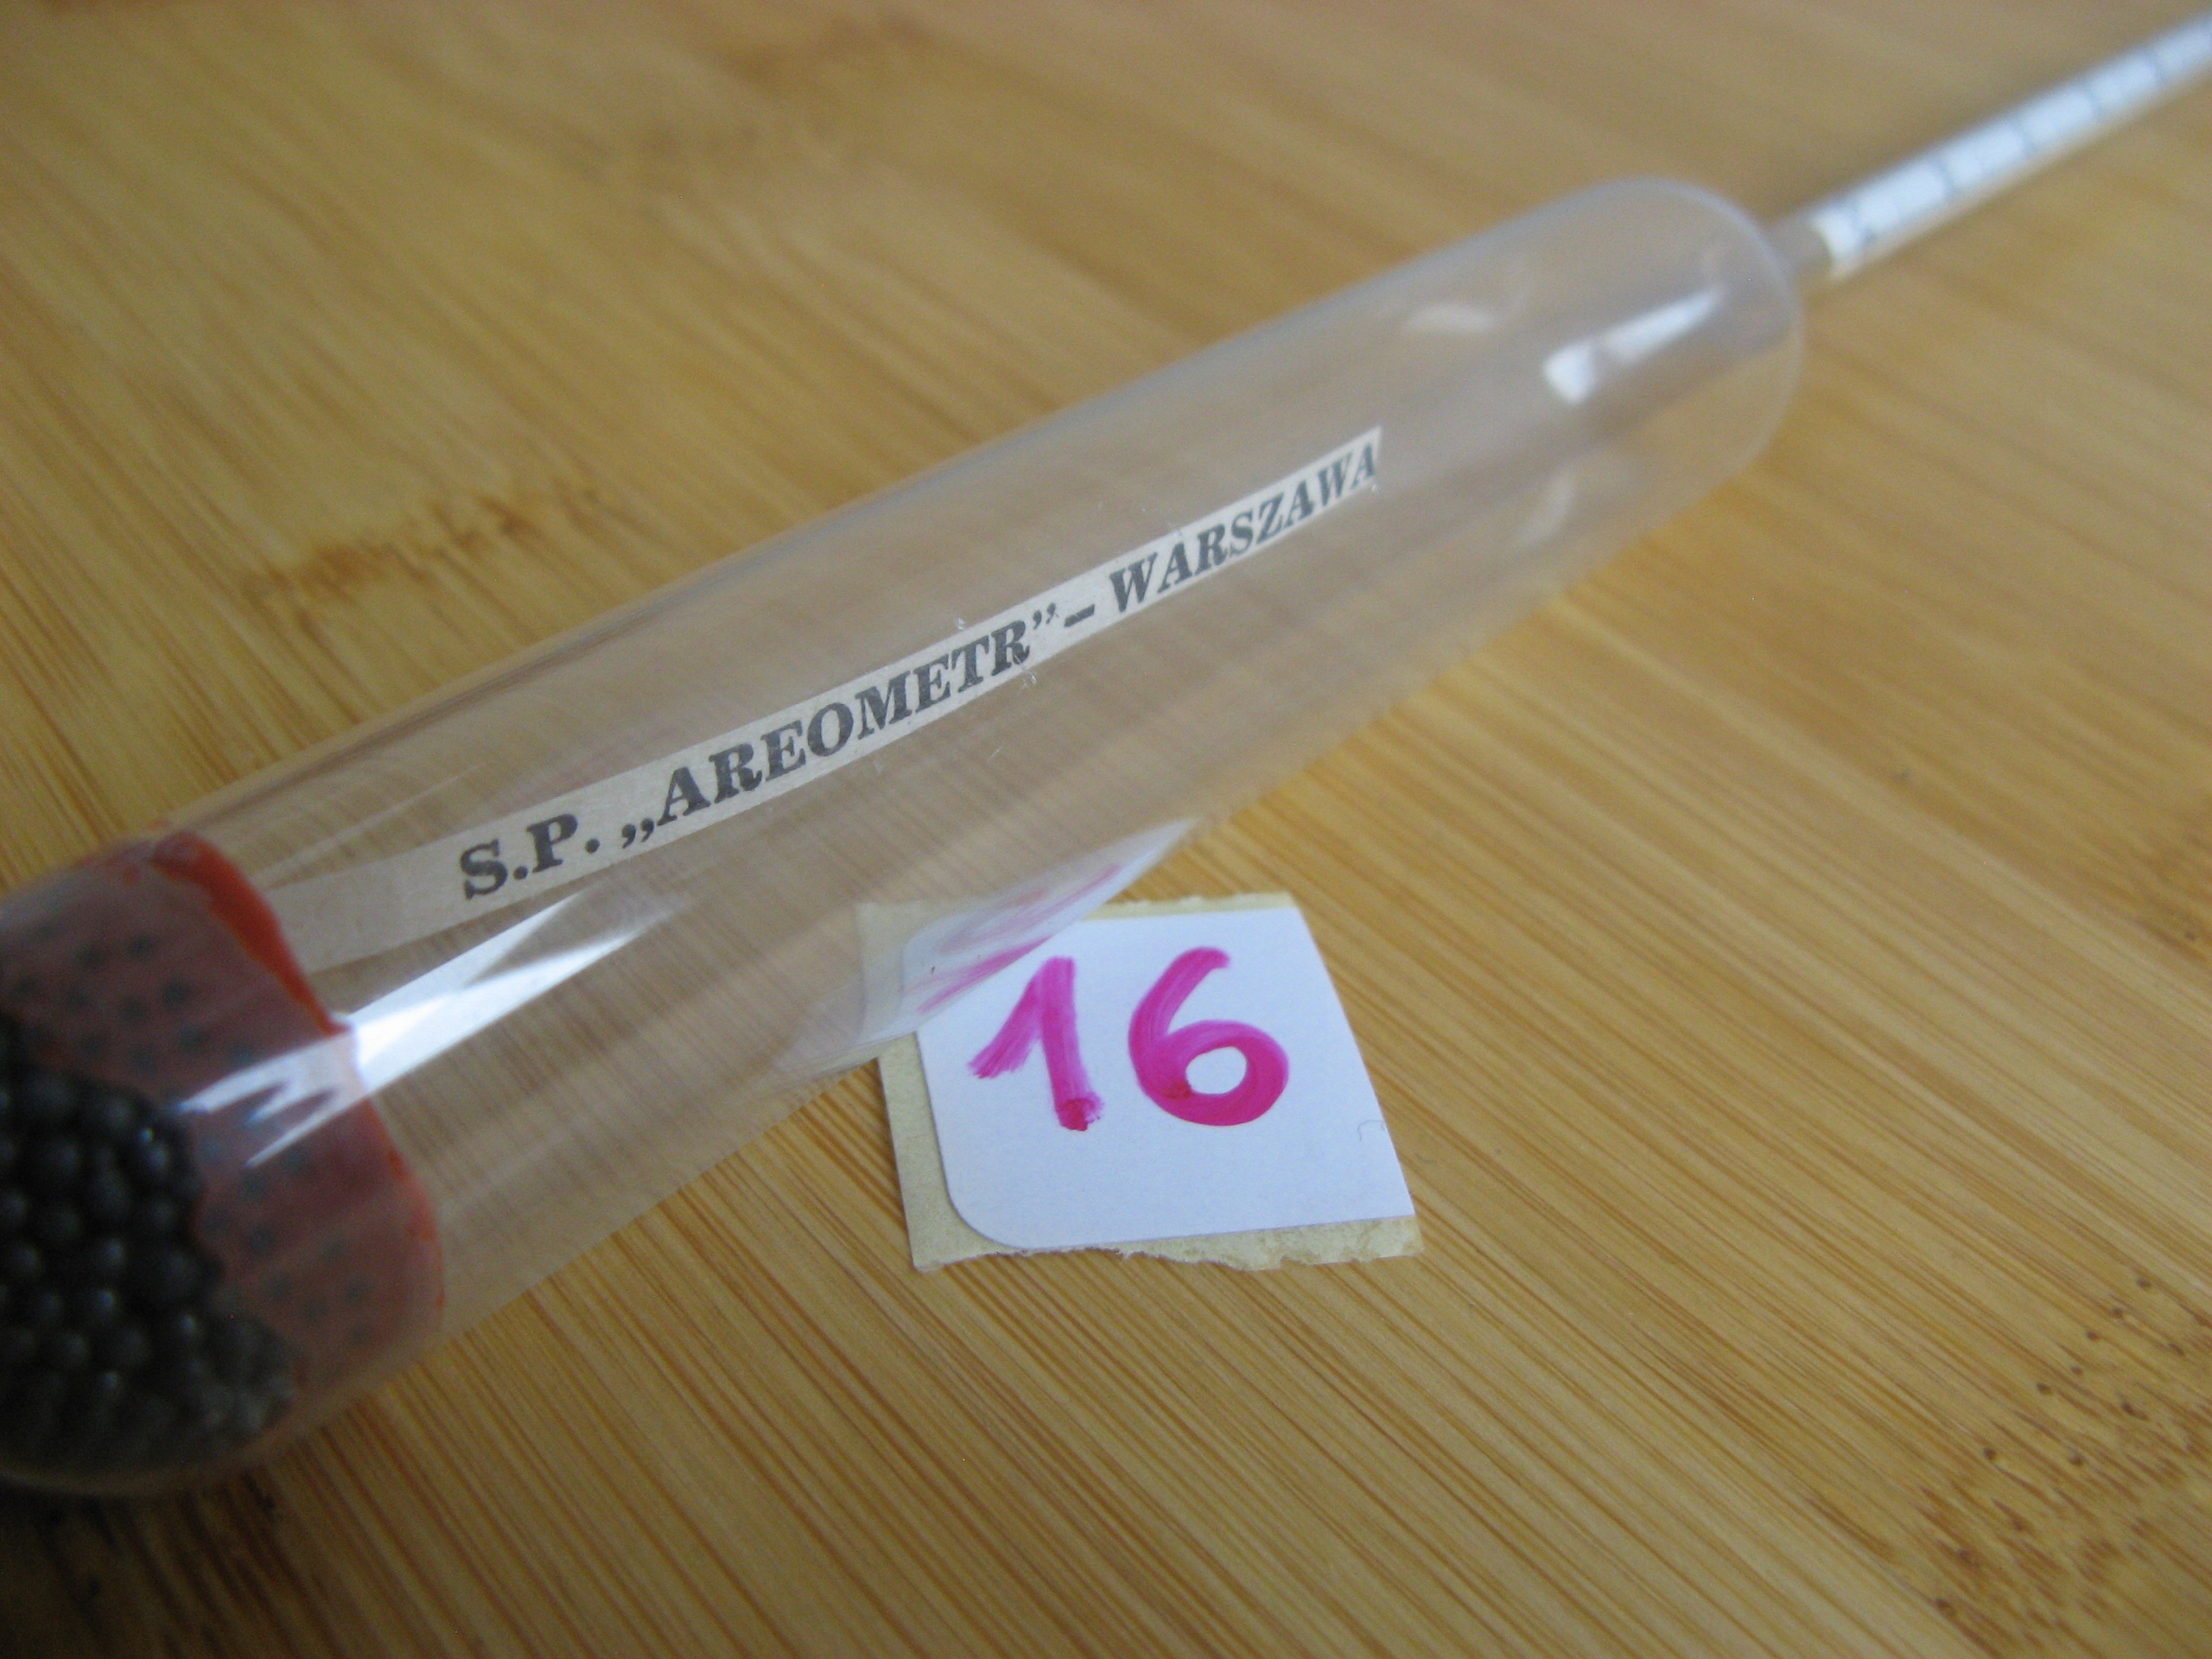 S.P. „AREOMETR”– WARSZAWA
16